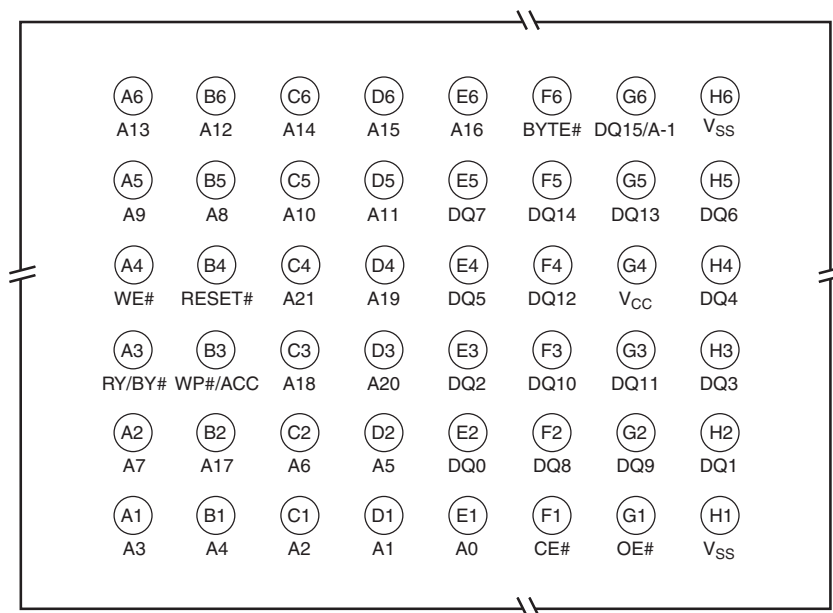 A6 B6 C6 D6 E6 F6 G6 H6
A13 A12 A14 A15 A16 BYTE# DQ15/A-1 VSS
A5 B5 C5 D5 E5 F5 G5 H5
A9 A8 A10 A11 DQ7 DQ14 DQ13 DQ6
A4 B4 C4 D4 E4 F4 G4 H4
WE# RESET# A21 A19 DQ5 DQ12 VCC DQ4
A3 B3 C3 D3 E3 F3 G3 H3
RY/BY# WP#/ACC A18 A20 DQ2 DQ10 DQ11 DQ3
A2 B2 C2 D2 E2 F2 G2 H2
A7 A17 A6 A5 DQ0 DQ8 DQ9 DQ1
A1 B1 C1 D1 E1 F1 G1 H1
A3 A4 A2 A1 A0 CE# OE# VSS